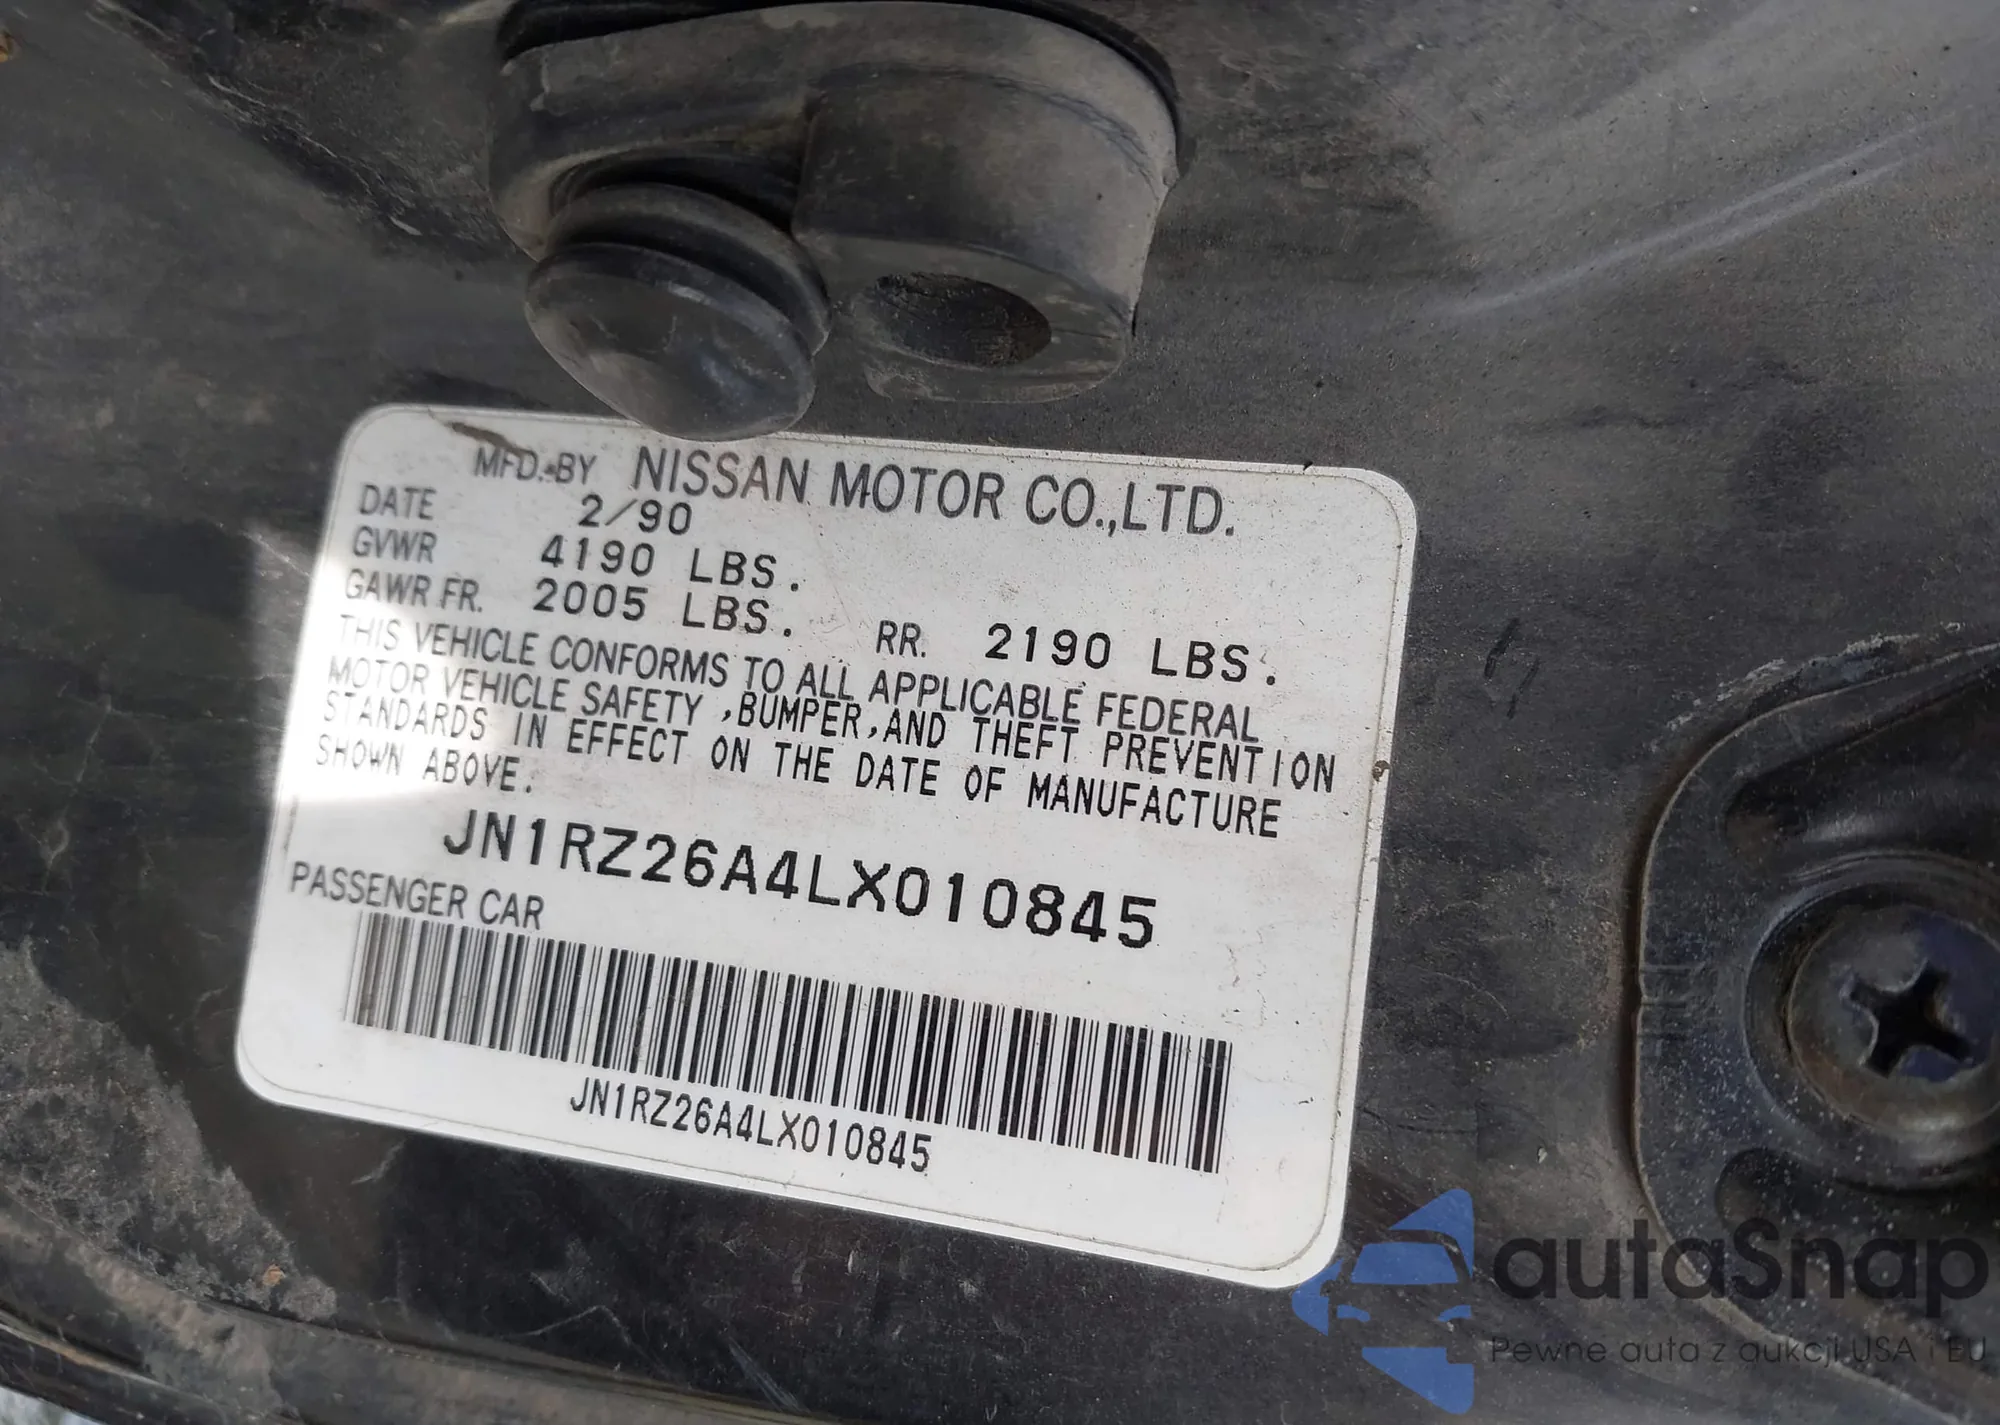 MFD. BY NISSAN MOTOR CO.,LTD.
DATE 2/90
GVWR 4190 LBS.
GAWR FR. 2005 LBS. RR. 2190 LBS.
THIS VEHICLE CONFORMS TO ALL APPLICABLE FEDERAL
MOTOR VEHICLE SAFETY ,BUMPER,AND THEFT PREVENTION
STANDARDS IN EFFECT ON THE DATE OF MANUFACTURE
SHOWN ABOVE.
JN1RZ26A4LX010845
PASSENGER CAR
JN1RZ26A4LX010845
autaSnap
Pewne auta z aukcji USA i EU